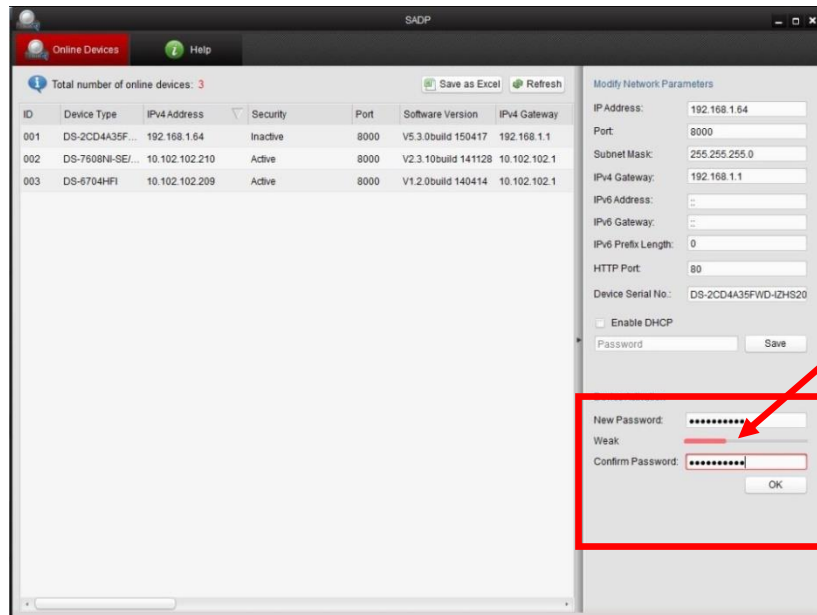 SADP
Online Devices
Help
Total number of online devices: 3
Save as Excel
Refresh
ID Device Type IPv4 Address Security Port Software Version IPv4 Gateway
001 DS-2CD4A35F... 192.168.1.64 Inactive 8000 V5.3.0build 150417 192.168.1.1
002 DS-7608NI-SE/... 10.102.102.210 Active 8000 V2.3.10build 141128 10.102.102.1
003 DS-6704HFI 10.102.102.209 Active 8000 V1.2.0build 140414 10.102.102.1
Modify Network Parameters
IP Address: 192.168.1.64
Port: 8000
Subnet Mask: 255.255.255.0
IPv4 Gateway: 192.168.1.1
IPv6 Address: ::
IPv6 Gateway: ::
IPv6 Prefix Length: 0
HTTP Port: 80
Device Serial No.: DS-2CD4A35FWD-IZHS20
Enable DHCP
Password Save
New Password: ●●●●●●●●●●
Weak
Confirm Password: ●●●●●●●●●●
OK